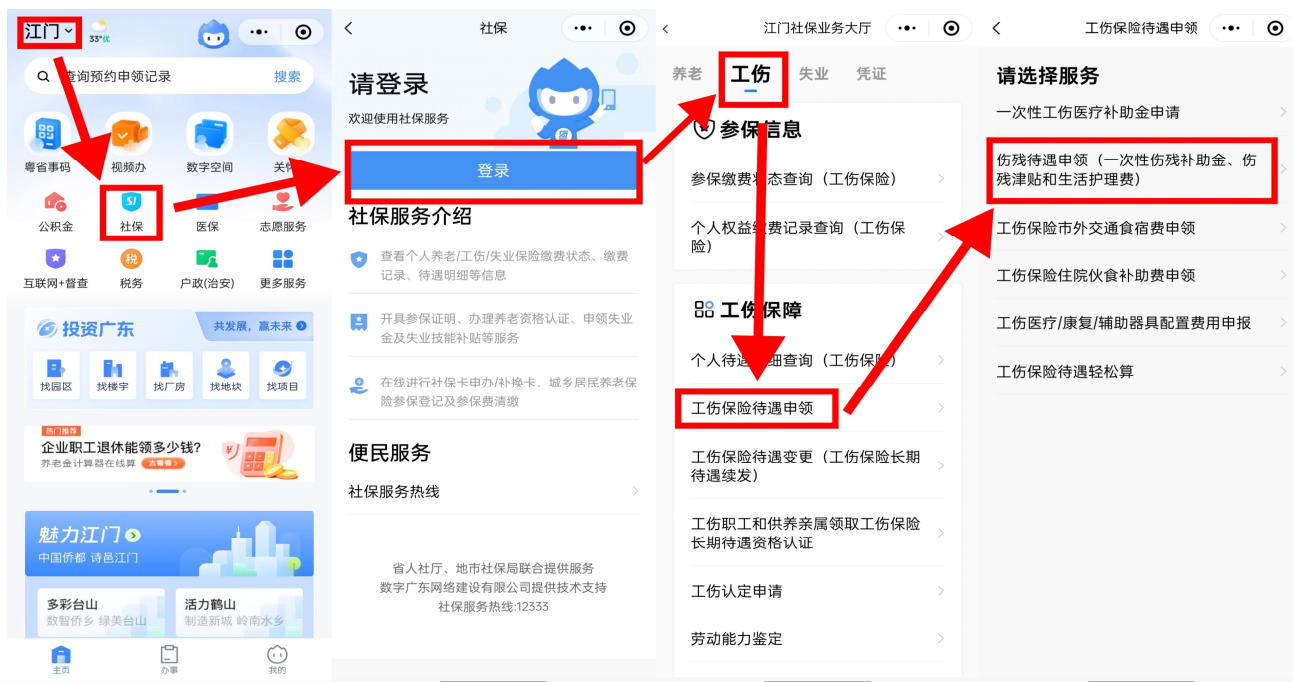 江门
33°优
查询预约申领记录
搜索
粤省事码
视频办
数字空间
公积金
社保
医保
志愿服务
互联网+督查
税务
户政(治安)
更多服务
投资广东
共发展，赢未来
找园区
找楼宇
找厂房
找地块
找项目
热门推荐
企业职工退休能领多少钱?
养老金计算器在线算
去看看>
魅力江门
中国侨都 诗邑江门
多彩台山
数智侨乡 绿美台山
活力鹤山
制造新城 岭南水乡
主页
办事
我的
社保
请登录
欢迎使用社保服务
登录
社保服务介绍
查看个人养老/工伤/失业保险缴费状态、缴费
记录、待遇明细等信息
开具参保证明、办理养老资格认证、申领失业
金及失业技能补贴等服务
在线进行社保卡申办/补换卡、城乡居民养老保
险参保登记及参保费清缴
便民服务
社保服务热线
省人社厅、地市社保局联合提供服务
数字广东网络建设有限公司提供技术支持
社保服务热线:12333
江门社保业务大厅
养老
工伤
失业
凭证
参保信息
参保缴费状态查询（工伤保险）
个人权益缴费记录查询（工伤保
险）
工伤保障
个人待遇明细查询（工伤保险）
工伤保险待遇申领
工伤保险待遇变更（工伤保险长期
待遇续发）
工伤职工和供养亲属领取工伤保险
长期待遇资格认证
工伤认定申请
劳动能力鉴定
工伤保险待遇申领
请选择服务
一次性工伤医疗补助金申请
伤残待遇申领（一次性伤残补助金、伤
残津贴和生活护理费）
工伤保险市外交通食宿费申领
工伤保险住院伙食补助费申领
工伤医疗/康复/辅助器具配置费用申报
工伤保险待遇轻松算